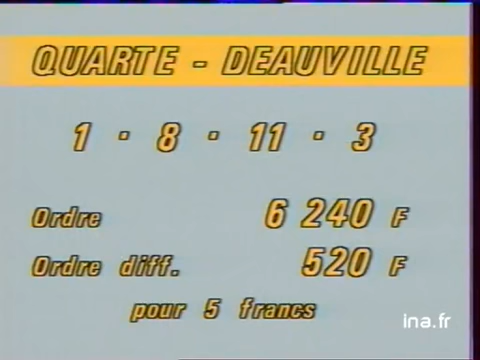 QUARTE - DEAUVILLE
1 · 8 · 11 · 3
Ordre 6 240 F
Ordre diff. 520 F
pour 5 francs
ina.fr